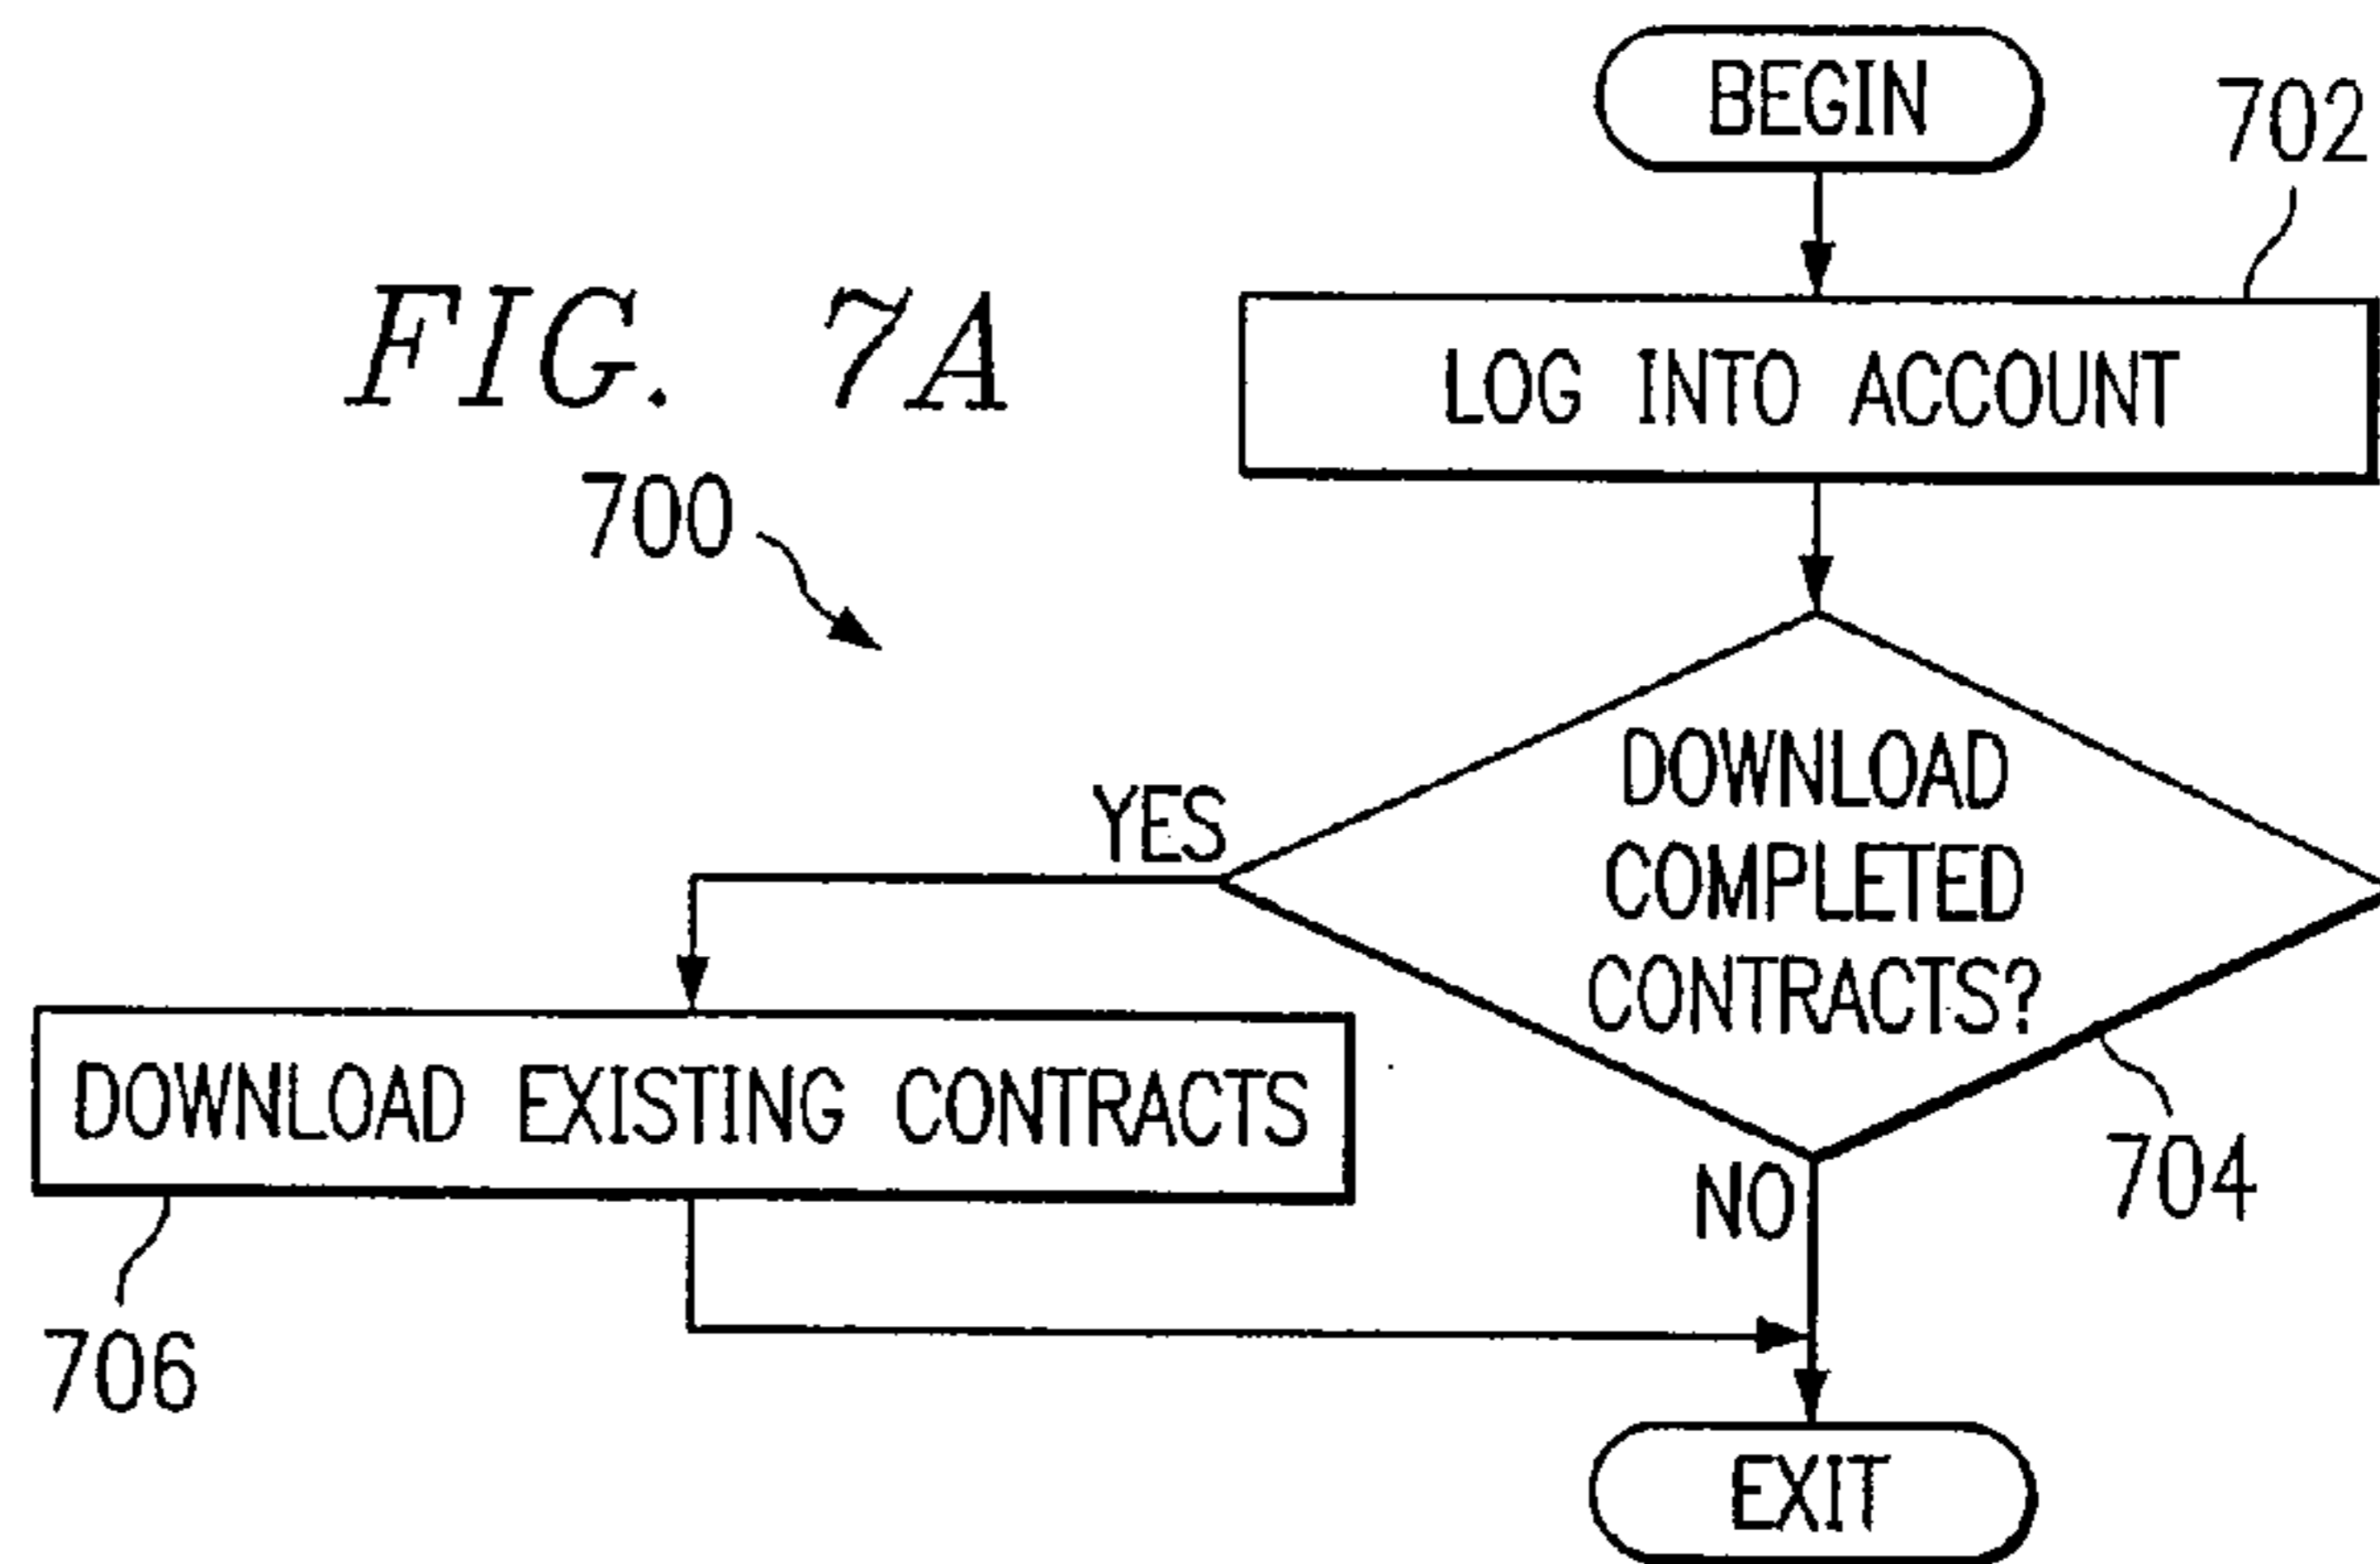 BEGIN
702
FIG. 7A
LOG INTO ACCOUNT
700
DOWNLOAD
COMPLETED
CONTRACTS?
YES
DOWNLOAD EXISTING CONTRACTS
704
NO
706
EXIT